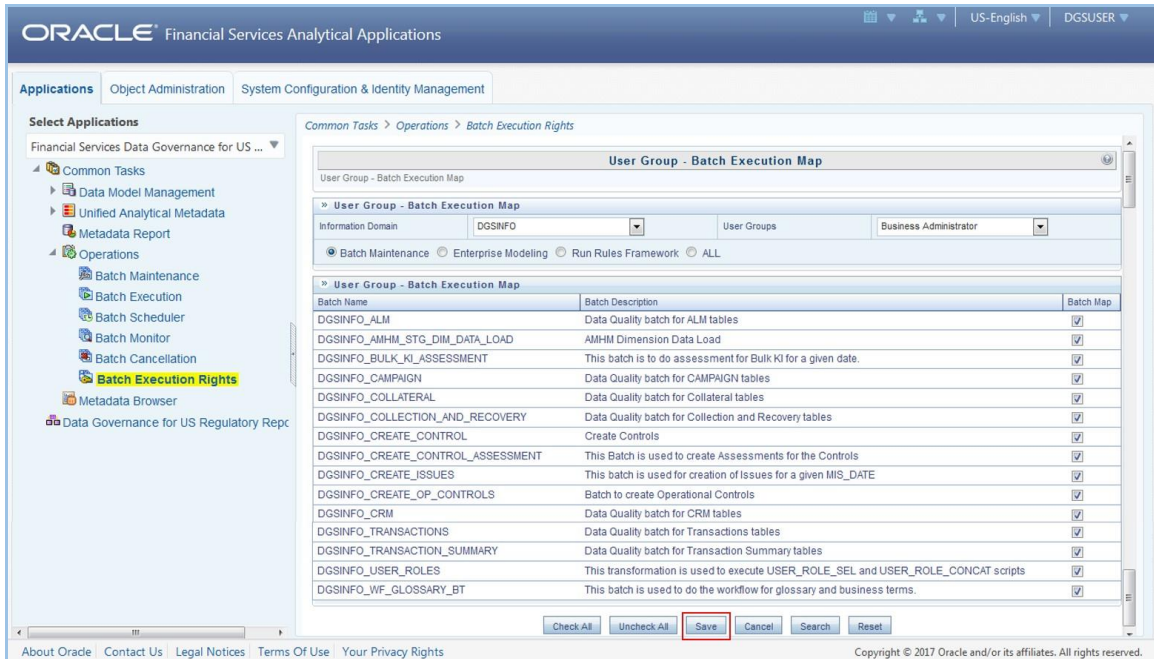 US-English DGSUSER
ORACLE Financial Services Analytical Applications
Applications Object Administration System Configuration & Identity Management
Select Applications
Financial Services Data Governance for US ...
Common Tasks
Data Model Management
Unified Analytical Metadata
Metadata Report
Operations
Batch Maintenance
Batch Execution
Batch Scheduler
Batch Monitor
Batch Cancellation
Batch Execution Rights
Metadata Browser
Data Governance for US Regulatory Repc
Common Tasks > Operations > Batch Execution Rights
User Group - Batch Execution Map
User Group - Batch Execution Map
» User Group - Batch Execution Map
Information Domain DGSINFO User Groups Business Administrator
Batch Maintenance Enterprise Modeling Run Rules Framework ALL
» User Group - Batch Execution Map
Batch Name Batch Description Batch Map
DGSINFO_ALM Data Quality batch for ALM tables
DGSINFO_AMHM_STG_DIM_DATA_LOAD AMHM Dimension Data Load
DGSINFO_BULK_KI_ASSESSMENT This batch is to do assessment for Bulk KI for a given date.
DGSINFO_CAMPAIGN Data Quality batch for CAMPAIGN tables
DGSINFO_COLLATERAL Data Quality batch for Collateral tables
DGSINFO_COLLECTION_AND_RECOVERY Data Quality batch for Collection and Recovery tables
DGSINFO_CREATE_CONTROL Create Controls
DGSINFO_CREATE_CONTROL_ASSESSMENT This Batch is used to create Assessments for the Controls
DGSINFO_CREATE_ISSUES This batch is used for creation of Issues for a given MIS_DATE
DGSINFO_CREATE_OP_CONTROLS Batch to create Operational Controls
DGSINFO_CRM Data Quality batch for CRM tables
DGSINFO_TRANSACTIONS Data Quality batch for Transactions tables
DGSINFO_TRANSACTION_SUMMARY Data Quality batch for Transaction Summary tables
DGSINFO_USER_ROLES This transformation is used to execute USER_ROLE_SEL and USER_ROLE_CONCAT scripts
DGSINFO_WF_GLOSSARY_BT This batch is used to do the workflow for glossary and business terms.
Check All Uncheck All Save Cancel Search Reset
About Oracle Contact Us Legal Notices Terms Of Use Your Privacy Rights Copyright © 2017 Oracle and/or its affiliates. All rights reserved.